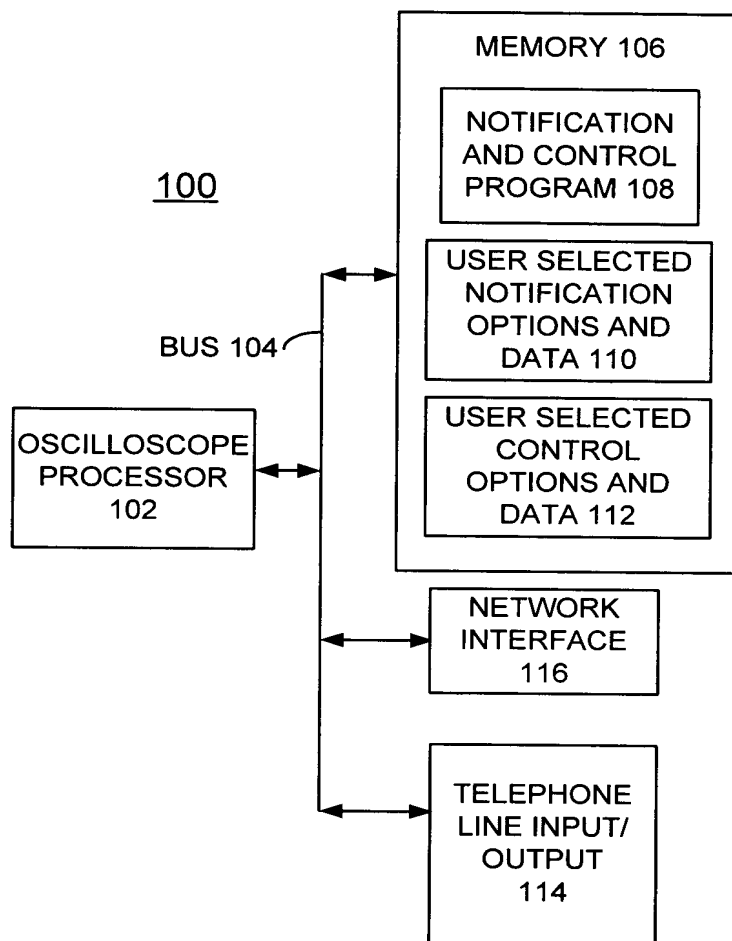 MEMORY 106
NOTIFICATION
AND CONTROL
PROGRAM 108
100
USER SELECTED
NOTIFICATION
OPTIONS AND
DATA 110
BUS 104
USER SELECTED
CONTROL
OPTIONS AND
DATA 112
OSCILLOSCOPE
PROCESSOR
102
NETWORK
INTERFACE
116
TELEPHONE
LINE INPUT/
OUTPUT
114